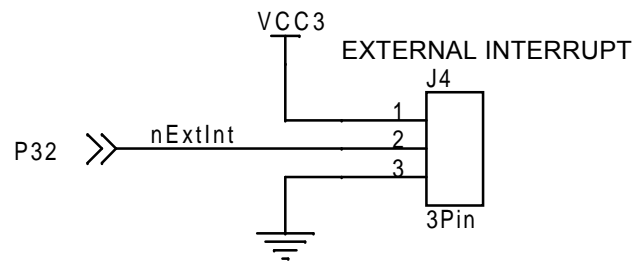 VCC3
EXTERNAL INTERRUPT
J4
1
nExtInt
2
P32
3
3Pin